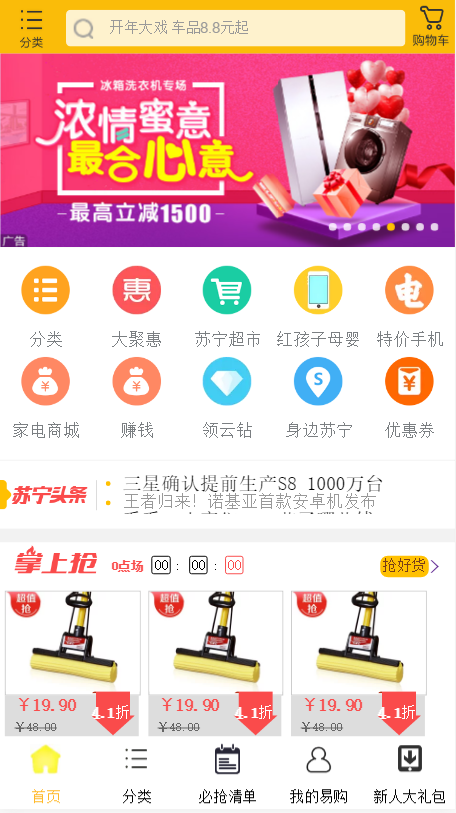 分类
开年大戏 车品8.8元起
购物车
冰箱洗衣机专场
浓情蜜意
最合心意
最高立减1500
广告
惠
电
S
分类 大聚惠 苏宁超市 红孩子母婴 特价手机
家电商城 赚钱 领云钻 身边苏宁 优惠券
苏宁头条
三星确认提前生产S8 1000万台
王者归来！诺基亚首款安卓机发布
掌上抢 0点场 00 : 00 : 00 抢好货
超值抢 超值抢 超值抢
￥19.90 4.1折 ￥19.90 4.1折 ￥19.90 4.1折
￥48.00 ￥48.00 ￥48.00
首页 分类 必抢清单 我的易购 新人大礼包